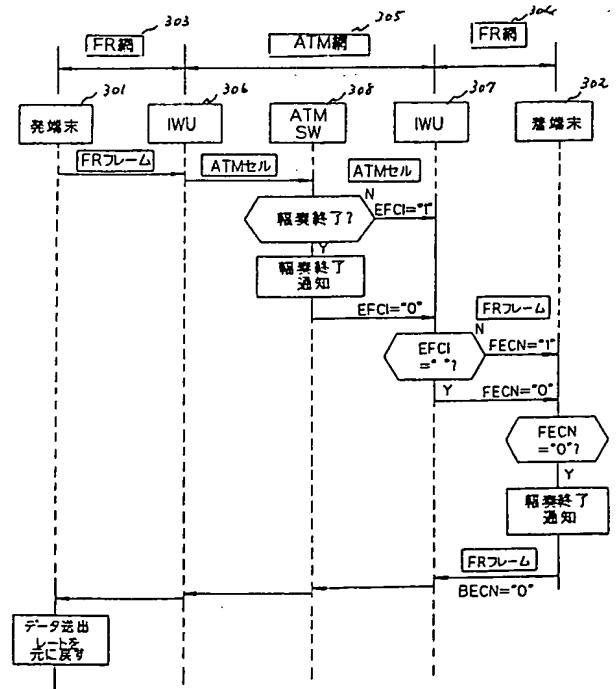 303
305
304
FR網
ATM網
FR網
301
306
308
307
302
発端末
IWU
ATM
SW
IWU
着端末
FRフレーム
ATMセル
ATMセル
輻輳終了?
N
EFCI="1"
Y
輻輳終了
通知
EFCI="0"
FRフレーム
EFCI
=" "?
N
FECN="1"
Y
FECN="0"
FECN
="0"?
Y
輻輳終了
通知
FRフレーム
BECN="0"
データ送出
レートを
元に戻す